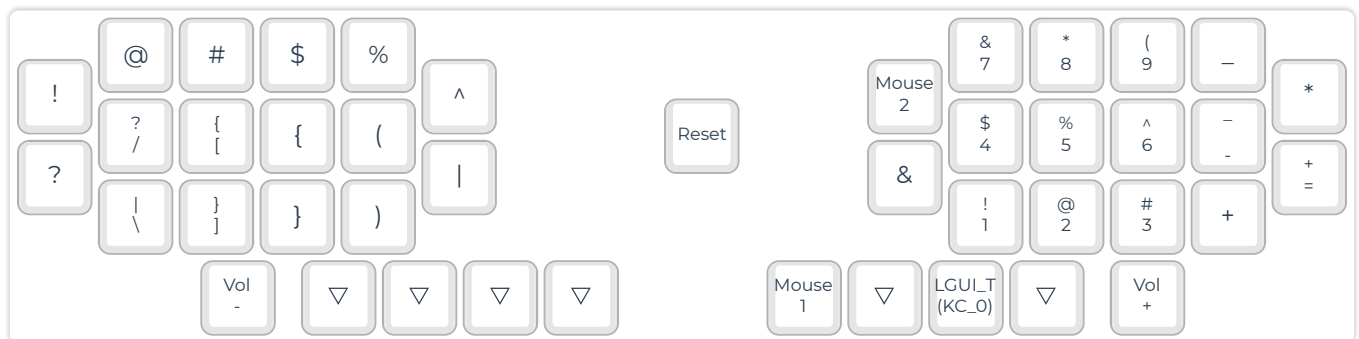 @ # $ % & * ( _
7 8 9
! ^ Mouse *
2
? { { ( Reset $ % ^ _
/ [ 4 5 6 -
? | & +
=
| } } ) ! @ # +
\ ] 1 2 3
Vol ▽ ▽ ▽ ▽ Mouse ▽ LGUI_T ▽ Vol
- 1 (KC_0) +